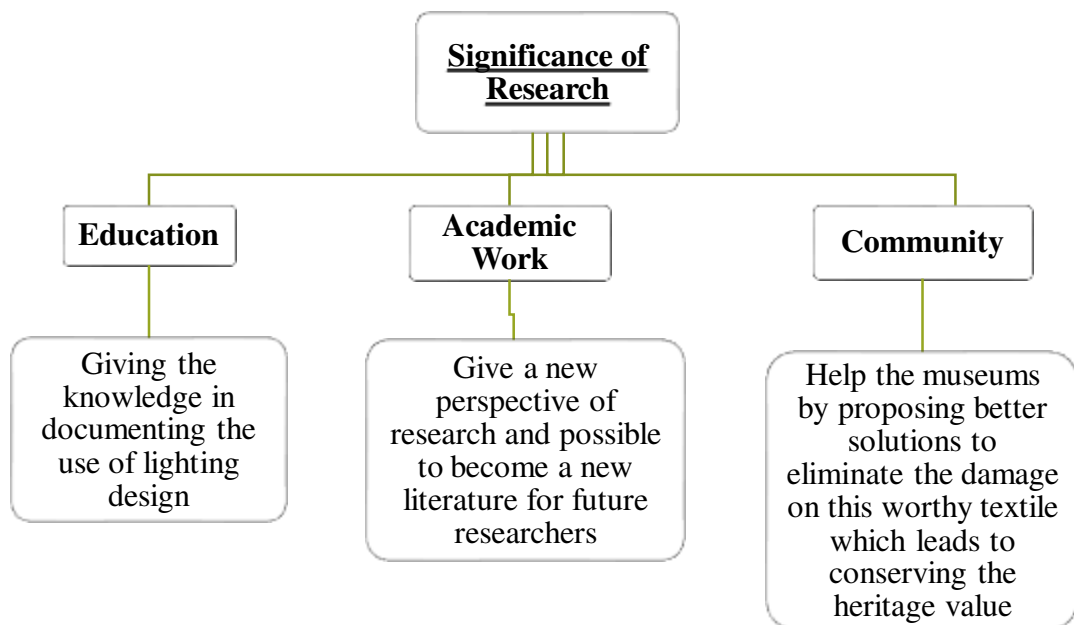 Significance of
Research
Education
Academic
Work
Community
Giving the
knowledge in
documenting the
use of lighting
design
Give a new
perspective of
research and possible
to become a new
literature for future
researchers
Help the museums
by proposing better
solutions to
eliminate the damage
on this worthy textile
which leads to
conserving the
heritage value